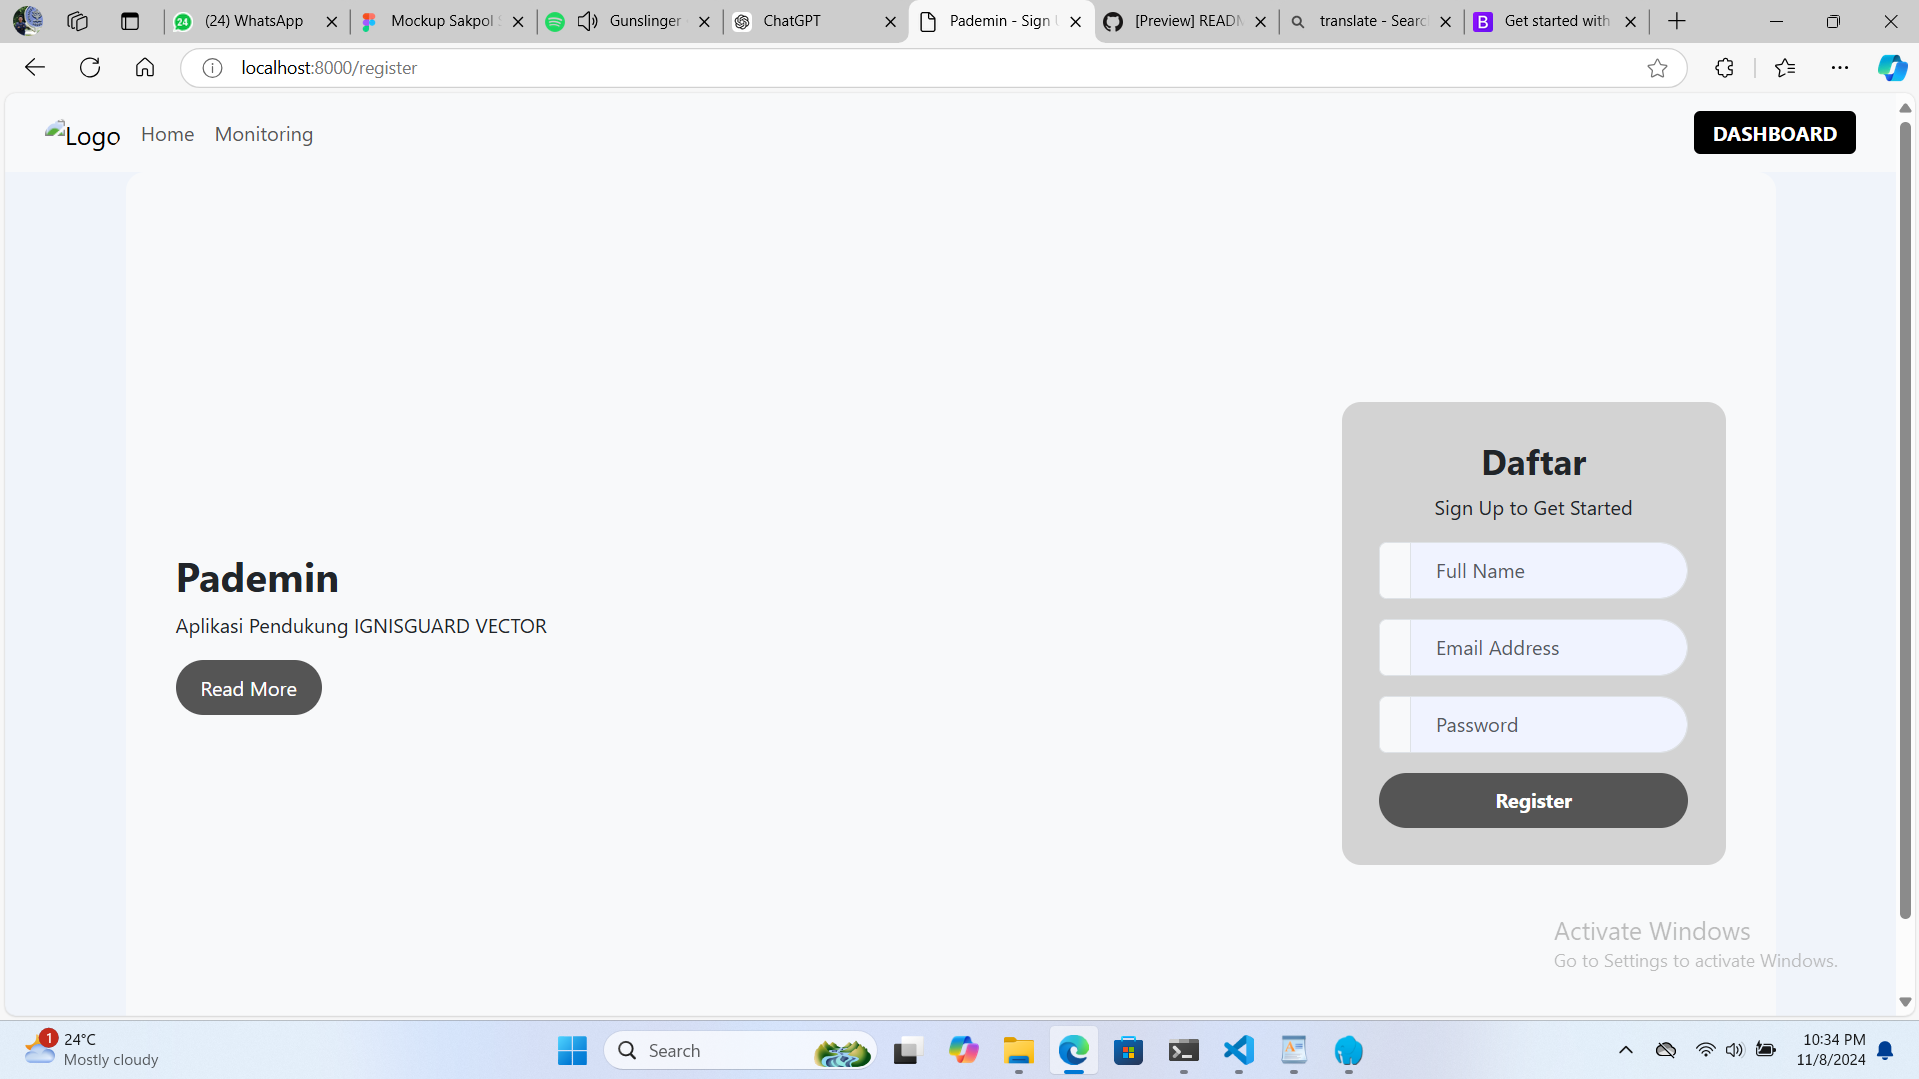 24
(24) WhatsApp
Mockup Sakpol
Gunslinger
ChatGPT
Pademin - Sign
[Preview] READ
translate - Searc
B
Get started with
localhost:8000/register
Logo
Home
Monitoring
DASHBOARD
Daftar
Sign Up to Get Started
Full Name
Email Address
Password
Register
Pademin
Aplikasi Pendukung IGNISGUARD VECTOR
Read More
Activate Windows
Go to Settings to activate Windows.
1
24°C
Mostly cloudy
Search
10:34 PM
11/8/2024